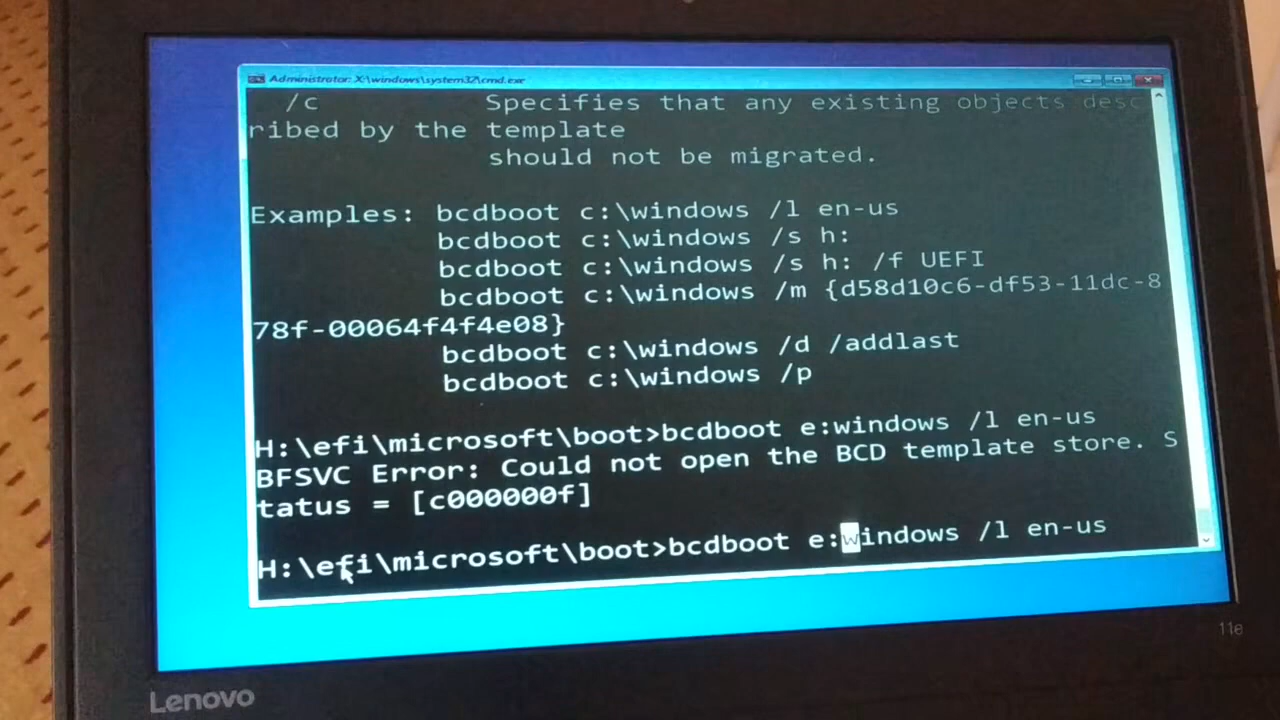 Administrator: X:\windows\system32\cmd.exe
/c Specifies that any existing objects desc
ribed by the template
should not be migrated.
Examples: bcdboot c:\windows /l en-us
bcdboot c:\windows /s h:
bcdboot c:\windows /s h: /f UEFI
bcdboot c:\windows /m {d58d10c6-df53-11dc-8
78f-00064f4f4e08}
bcdboot c:\windows /d /addlast
bcdboot c:\windows /p
H:\efi\microsoft\boot>bcdboot e:windows /l en-us
BFSVC Error: Could not open the BCD template store. S
tatus = [c000000f]
H:\efi\microsoft\boot>bcdboot e:windows /l en-us
11e
Lenovo